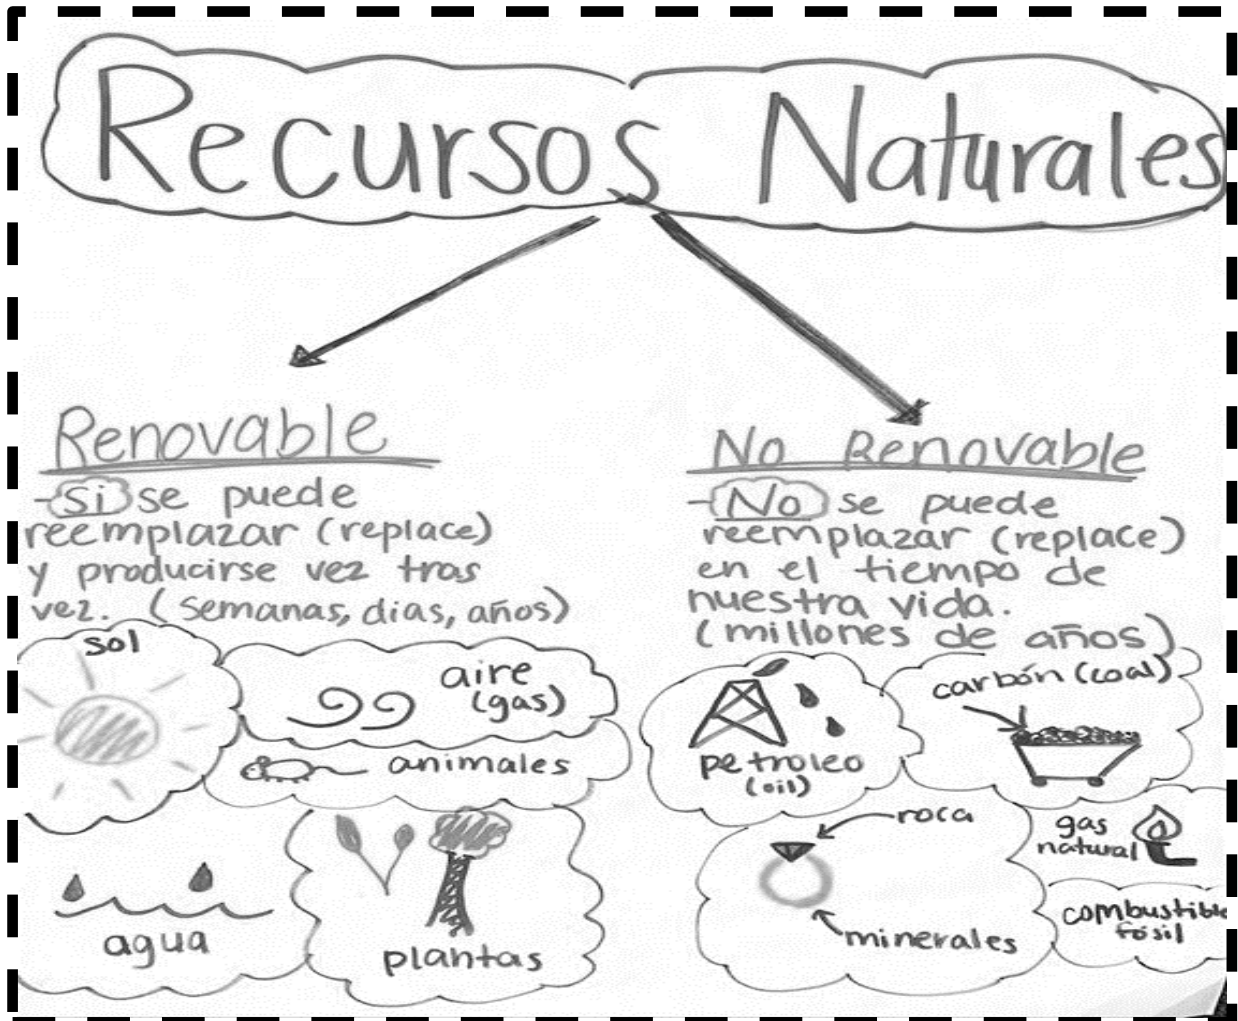 Recursos Naturales
Renovable
-Si se puede
reemplazar (replace)
y producirse vez tras
vez. (semanas, dias, años)
sol
aire
(gas)
animales
agua
plantas
No Renovable
-No se puede
reemplazar (replace)
en el tiempo de
nuestra vida.
(millones de años)
petroleo
(oil)
carbón (coal)
roca
minerales
gas
natural
combustible
fósil